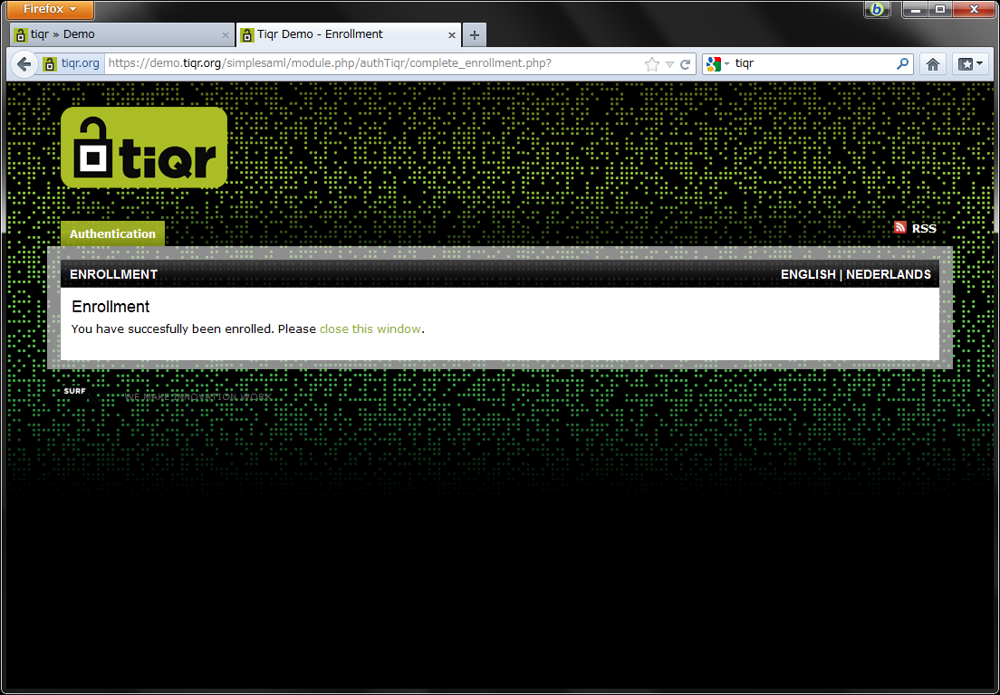 Firefox
tiqr » Demo
Tiqr Demo - Enrollment
tiqr.org
https://demo.tiqr.org/simplesaml/module.php/authTiqr/complete_enrollment.php?
tiqr
tiQr
Authentication
RSS
ENROLLMENT
ENGLISH | NEDERLANDS
Enrollment
You have succesfully been enrolled. Please close this window.
SURF
WE MAKE INNOVATION WORK